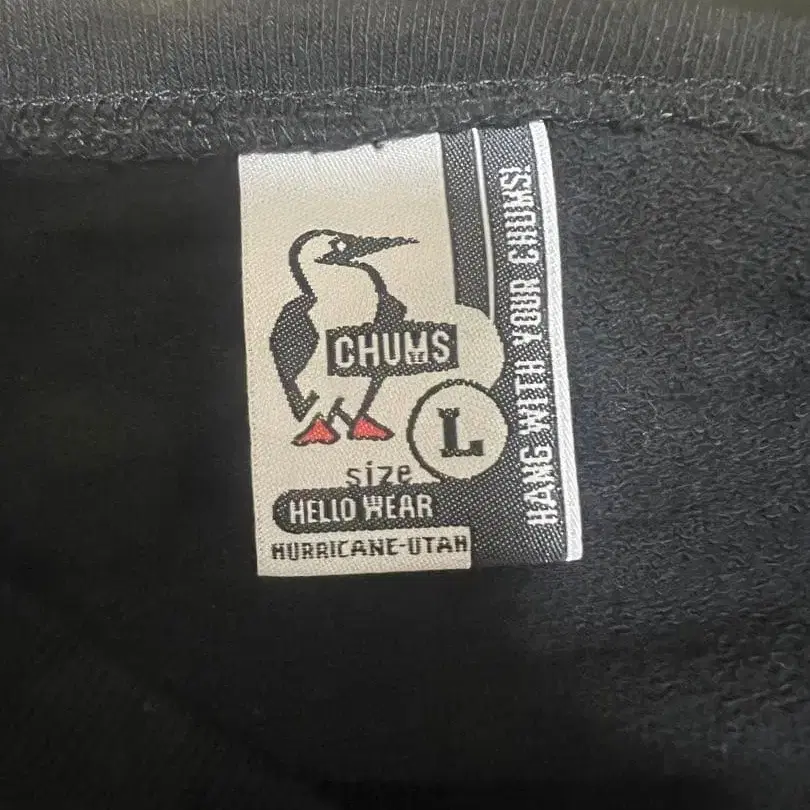 CHUMS
L
size
HELLO WEAR
HURRICANE-UTAH
HANG WITH YOUR CHUMS!